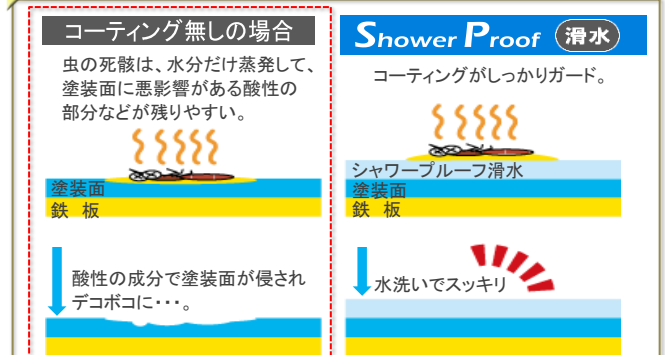 コーティング無しの場合
虫の死骸は、水分だけ蒸発して、
塗装面に悪影響がある酸性の
部分などが残りやすい。
塗装面
鉄 板
酸性の成分で塗装面が侵され
デコボコに・・・。
Shower Proof 滑水
コーティングがしっかりガード。
シャワープルーフ滑水
塗装面
鉄 板
水洗いでスッキリ